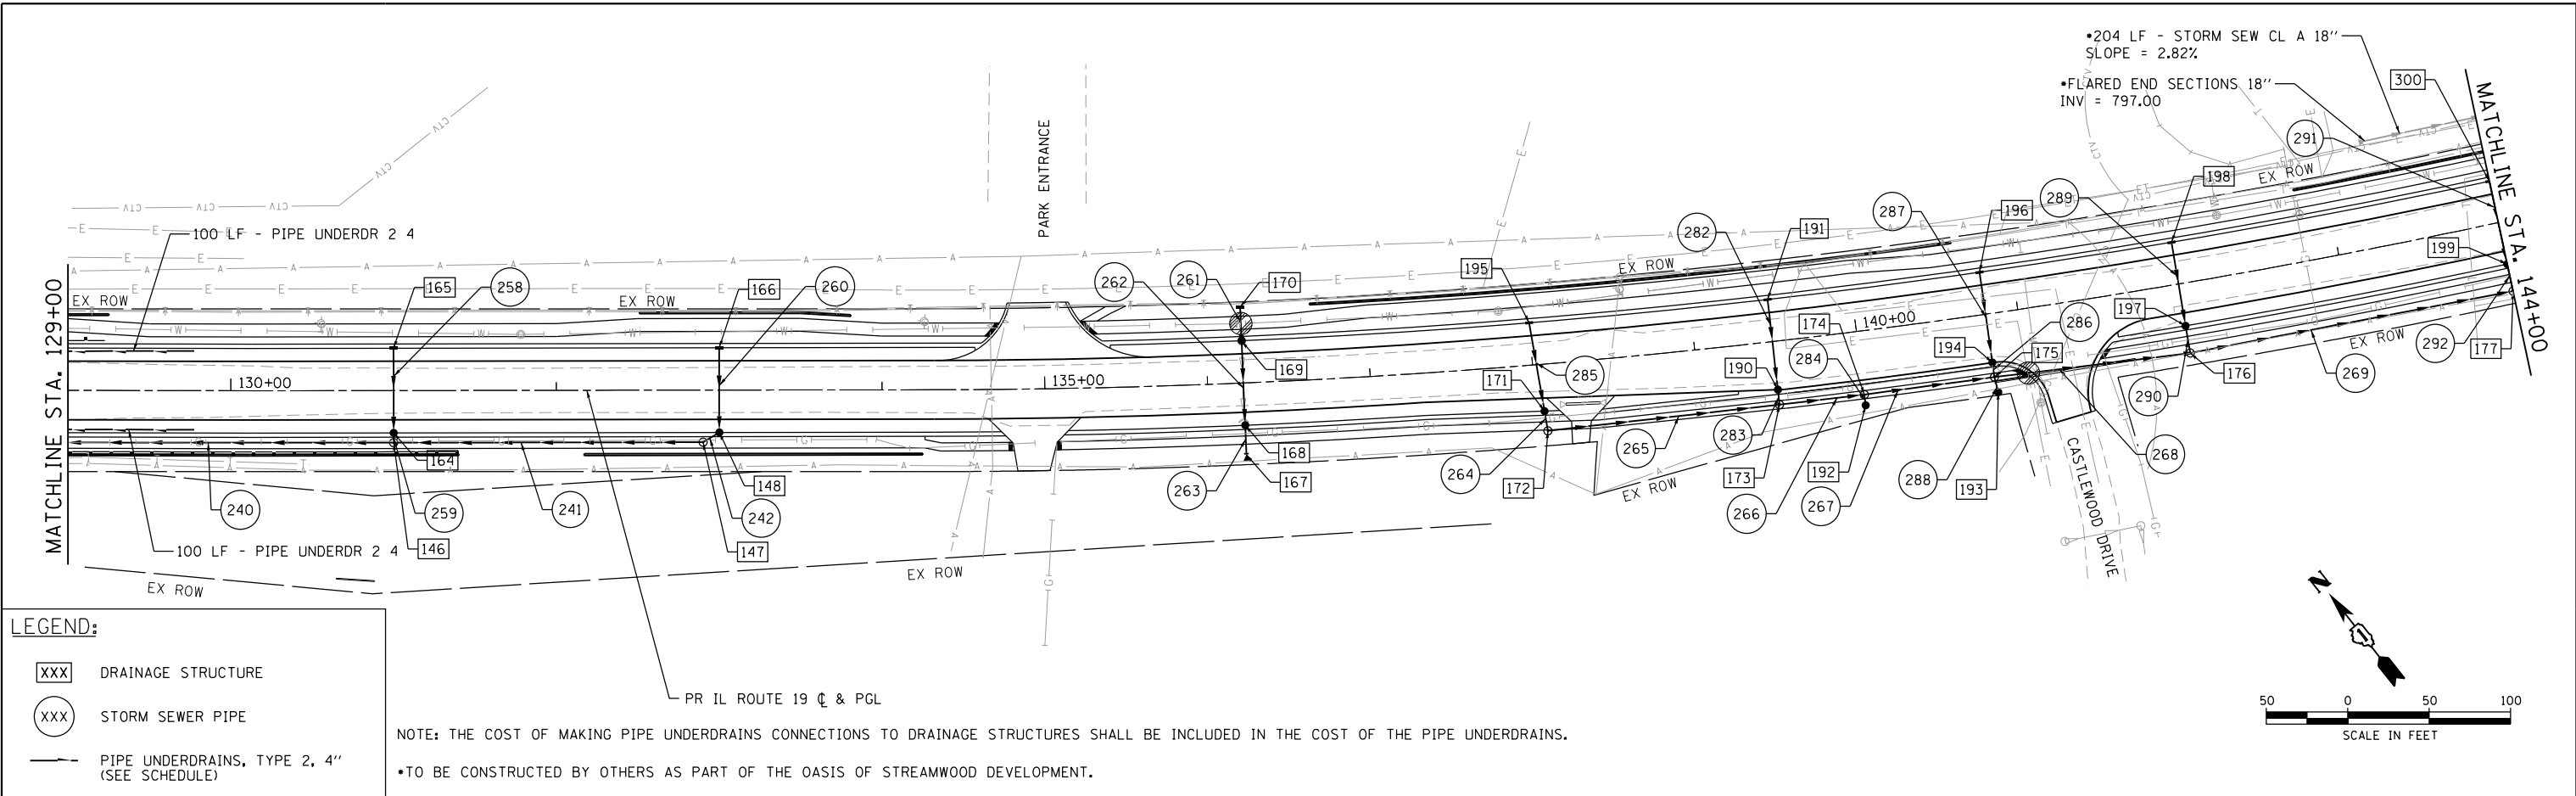 •204 LF - STORM SEW CL A 18"
SLOPE = 2.82%
•FLARED END SECTIONS 18"
INV = 797.00
300
MATCHLINE STA. 144+00
291
198
EX ROW
289
196
287
191
282
199
EX ROW
195
PARK ENTRANCE
100 LF - PIPE UNDERDR 2 4
MATCHLINE STA. 129+00
EX ROW
165
258
EX ROW
166
260
262
261
170
197
174
140+00
286
284
194
175
292
177
EX ROW
269
176
290
130+00
135+00
169
171
285
190
268
CASTLEWOOD DRIVE
164
168
167
263
264
172
265
EX ROW
283
173
266
192
267
288
193
148
240
259
241
242
146
147
100 LF - PIPE UNDERDR 2 4
EX ROW
EX ROW
N
PR IL ROUTE 19 ℄ & PGL
LEGEND:
XXX DRAINAGE STRUCTURE
XXX STORM SEWER PIPE
PIPE UNDERDRAINS, TYPE 2, 4"
(SEE SCHEDULE)
NOTE: THE COST OF MAKING PIPE UNDERDRAINS CONNECTIONS TO DRAINAGE STRUCTURES SHALL BE INCLUDED IN THE COST OF THE PIPE UNDERDRAINS.
•TO BE CONSTRUCTED BY OTHERS AS PART OF THE OASIS OF STREAMWOOD DEVELOPMENT.
50 0 50 100
SCALE IN FEET